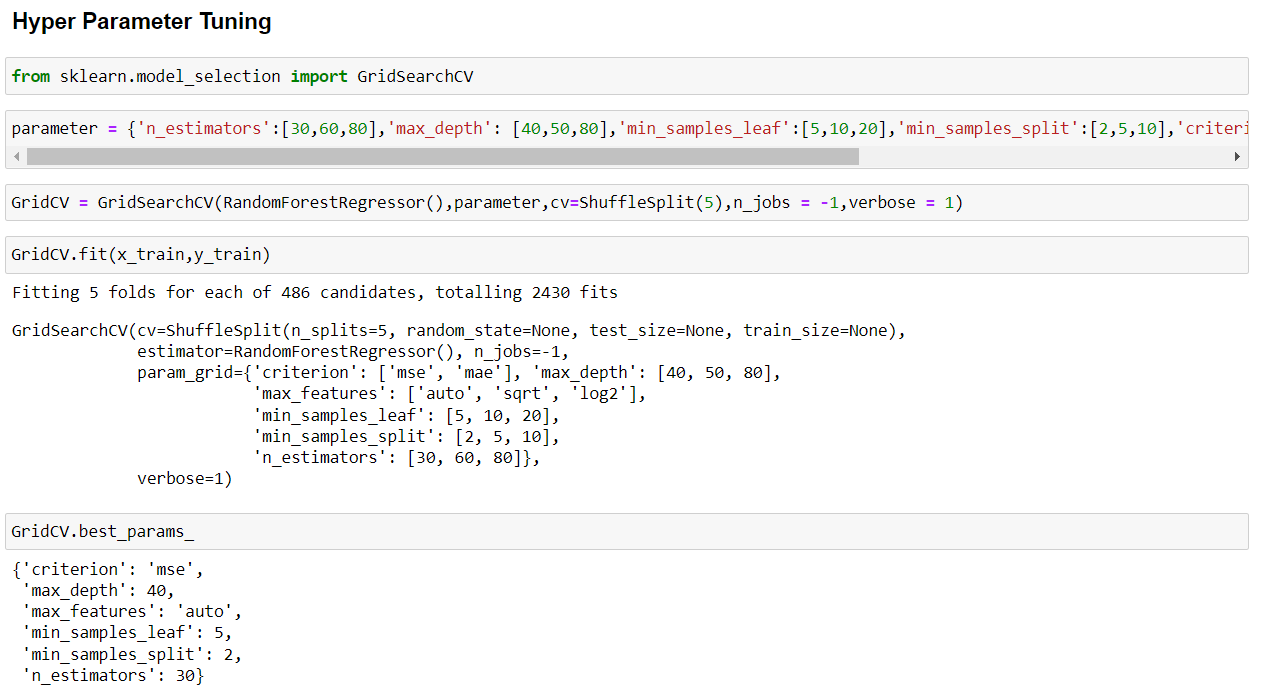 Hyper Parameter Tuning
from sklearn.model_selection import GridSearchCV
parameter = {'n_estimators':[30,60,80],'max_depth': [40,50,80],'min_samples_leaf':[5,10,20],'min_samples_split':[2,5,10],'criteri
GridCV = GridSearchCV(RandomForestRegressor(),parameter,cv=ShuffleSplit(5),n_jobs = -1,verbose = 1)
GridCV.fit(x_train,y_train)
Fitting 5 folds for each of 486 candidates, totalling 2430 fits
GridSearchCV(cv=ShuffleSplit(n_splits=5, random_state=None, test_size=None, train_size=None),
             estimator=RandomForestRegressor(), n_jobs=-1,
             param_grid={'criterion': ['mse', 'mae'], 'max_depth': [40, 50, 80],
                         'max_features': ['auto', 'sqrt', 'log2'],
                         'min_samples_leaf': [5, 10, 20],
                         'min_samples_split': [2, 5, 10],
                         'n_estimators': [30, 60, 80]},
             verbose=1)
GridCV.best_params_
{'criterion': 'mse',
 'max_depth': 40,
 'max_features': 'auto',
 'min_samples_leaf': 5,
 'min_samples_split': 2,
 'n_estimators': 30}